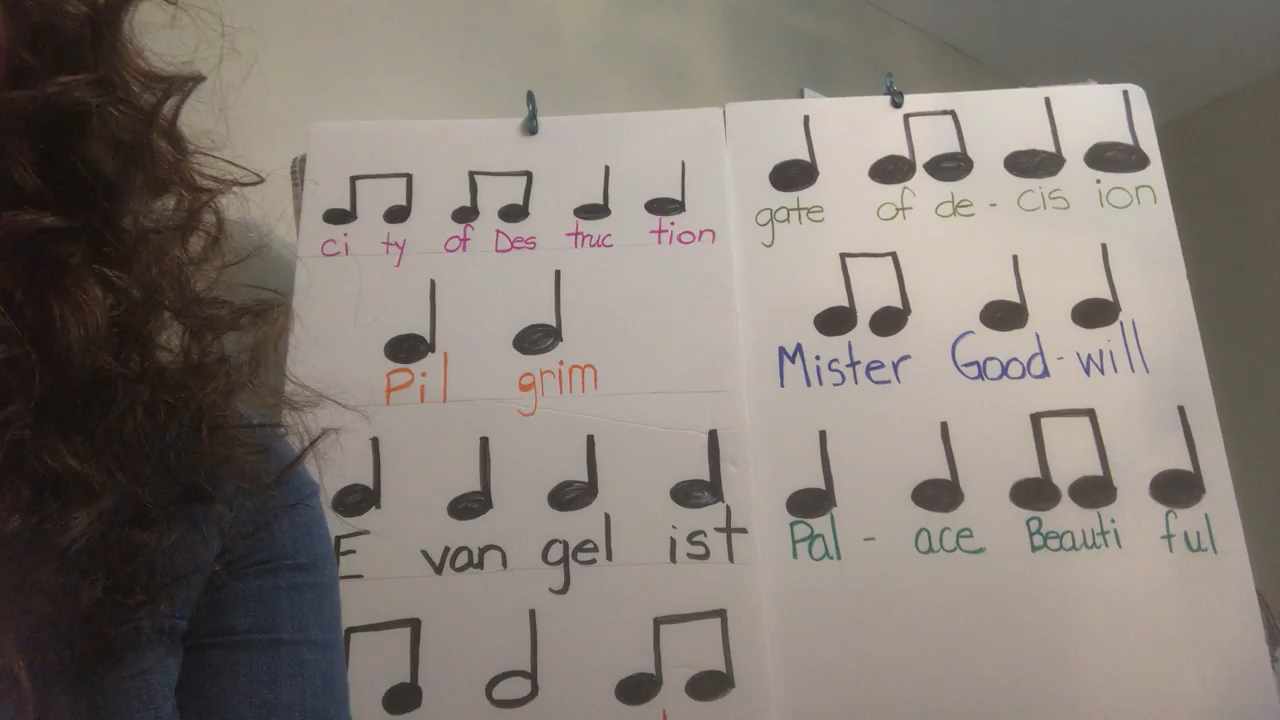 ci ty of Des truc tion
Pil grim
E van gel ist
gate of de - cis ion
Mister Good-will
Pal - ace Beauti ful